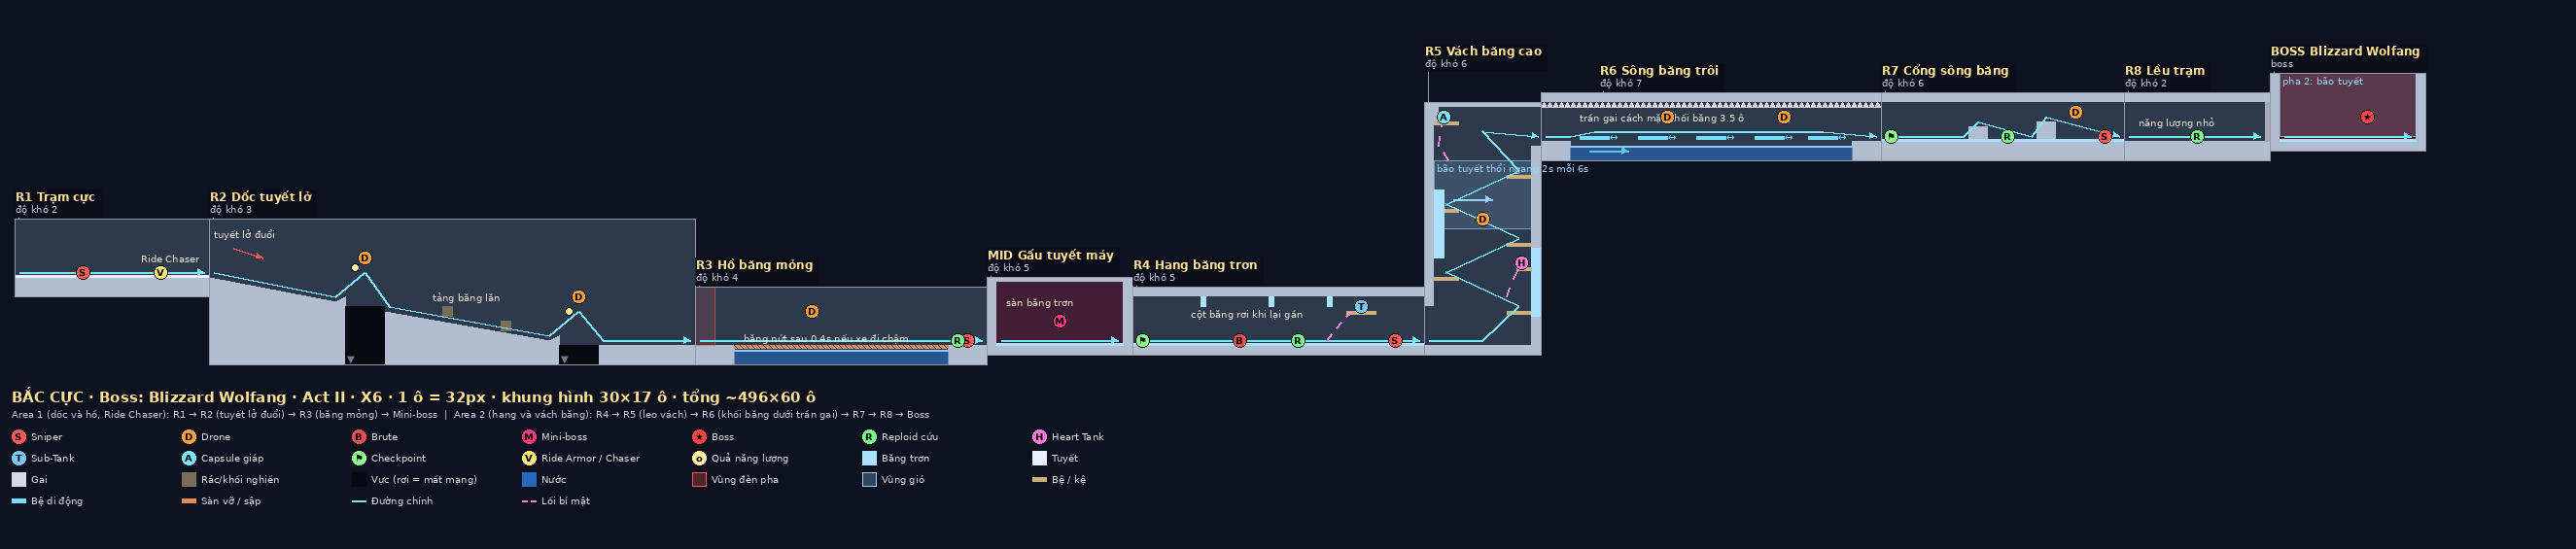 R5 Vách băng cao
độ khó 6
BOSS Blizzard Wolfang
boss
R6 Sông băng trôi
độ khó 7
R7 Cổng sông băng
độ khó 6
R8 Lều trạm
độ khó 2
pha 2: bão tuyết
A
D
D
D
★
trần gai cách mặt khối băng 3.5 ô
năng lượng nhỏ
R
S
R
bão tuyết thổi ngang 2s mỗi 6s
R1 Trạm cực
độ khó 2
R2 Dốc tuyết lở
độ khó 3
tuyết lở đuổi
D
Ride Chaser
S
V
D
R3 Hồ băng mỏng
độ khó 4
MID Gấu tuyết máy
độ khó 5
R4 Hang băng trơn
độ khó 5
H
tảng băng lăn
D
D
sàn băng trơn
M
T
cột băng rơi khi lại gần
băng nứt sau 0.4s nếu xe đi chậm
R
S
B
R
S
BẮC CỰC · Boss: Blizzard Wolfang · Act II · X6 · 1 ô = 32px · khung hình 30×17 ô · tổng ~496×60 ô
Area 1 (dốc và hồ, Ride Chaser): R1 → R2 (tuyết lở đuổi) → R3 (băng mỏng) → Mini-boss | Area 2 (hang và vách băng): R4 → R5 (leo vách) → R6 (khối băng dưới trần gai) → R7 → R8 → Boss
S Sniper
D Drone
B Brute
M Mini-boss
★ Boss
R Reploid cứu
H Heart Tank
T Sub-Tank
A Capsule giáp
⚑ Checkpoint
V Ride Armor / Chaser
o Quả năng lượng
Băng trơn
Tuyết
Gai
Rác/khối nghiền
Vực (rơi = mất mạng)
Nước
Vùng đèn pha
Vùng gió
Bệ / kệ
Bệ di động
Sàn vỡ / sập
Đường chính
Lối bí mật